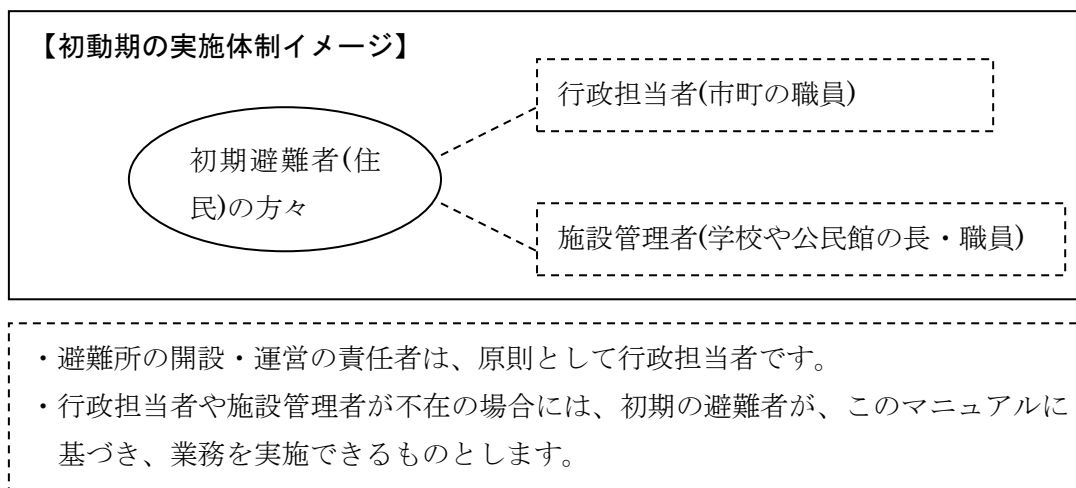 【初動期の実施体制イメージ】
行政担当者(市町の職員)
初期避難者(住
民)の方々
施設管理者(学校や公民館の長・職員)
・避難所の開設・運営の責任者は、原則として行政担当者です。
・行政担当者や施設管理者が不在の場合には、初期の避難者が、このマニュアルに
基づき、業務を実施できるものとします。